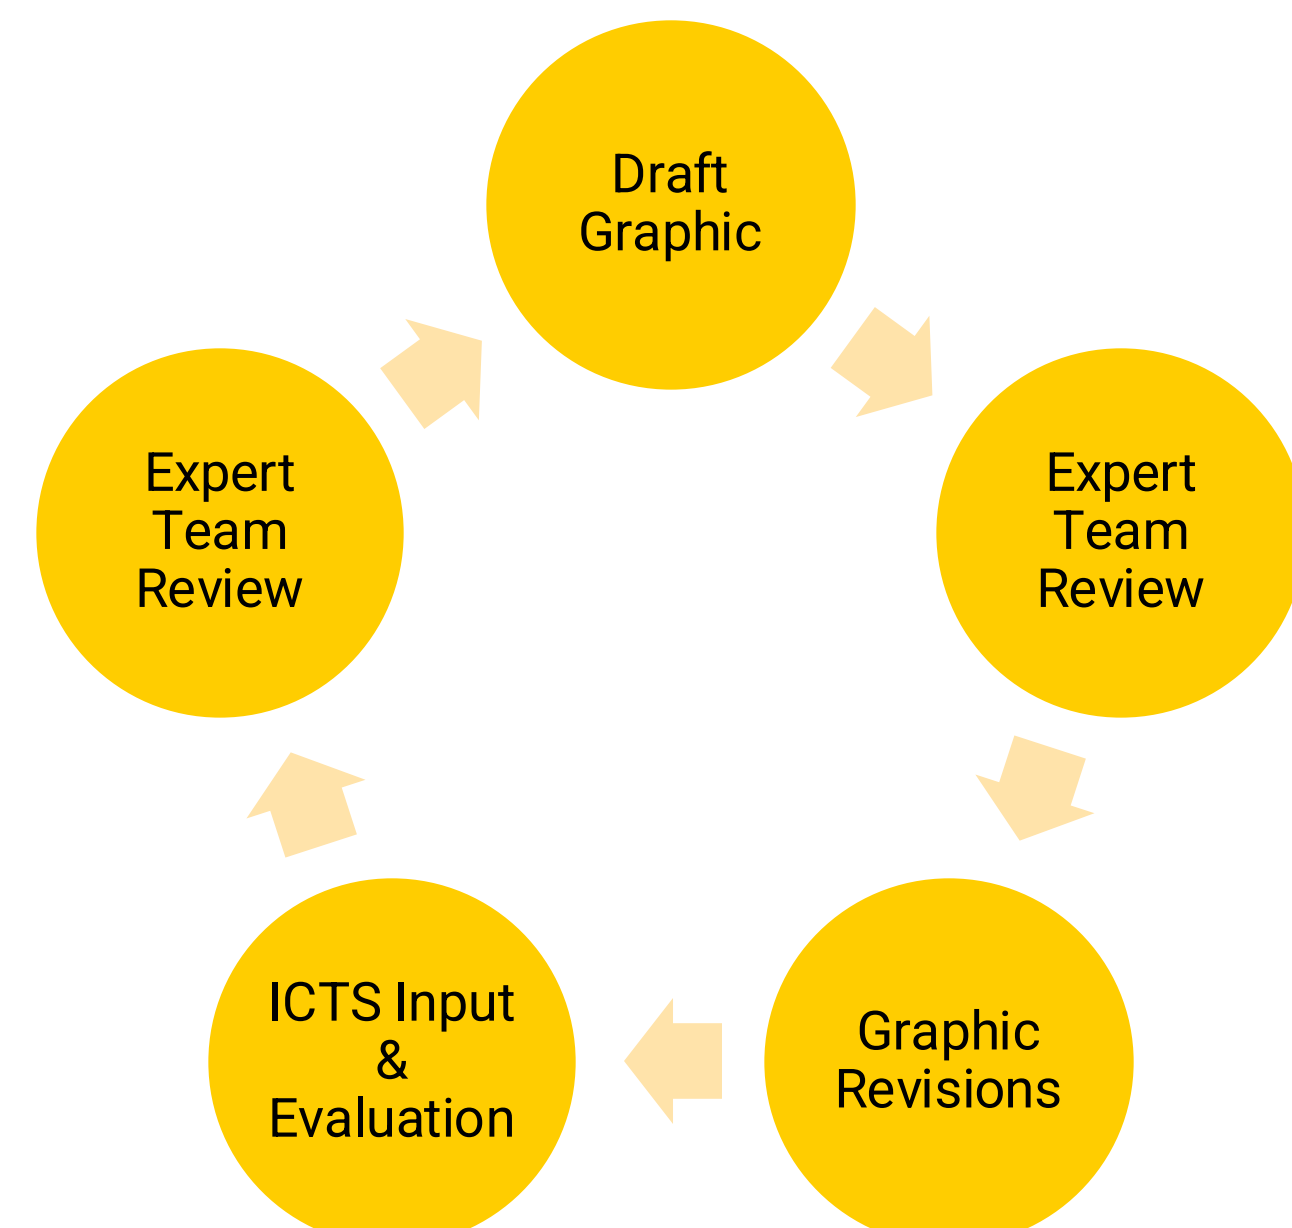 Draft
Graphic
Expert
Team
Review
Graphic
Revisions
ICTS Input
&
Evaluation
Expert
Team
Review